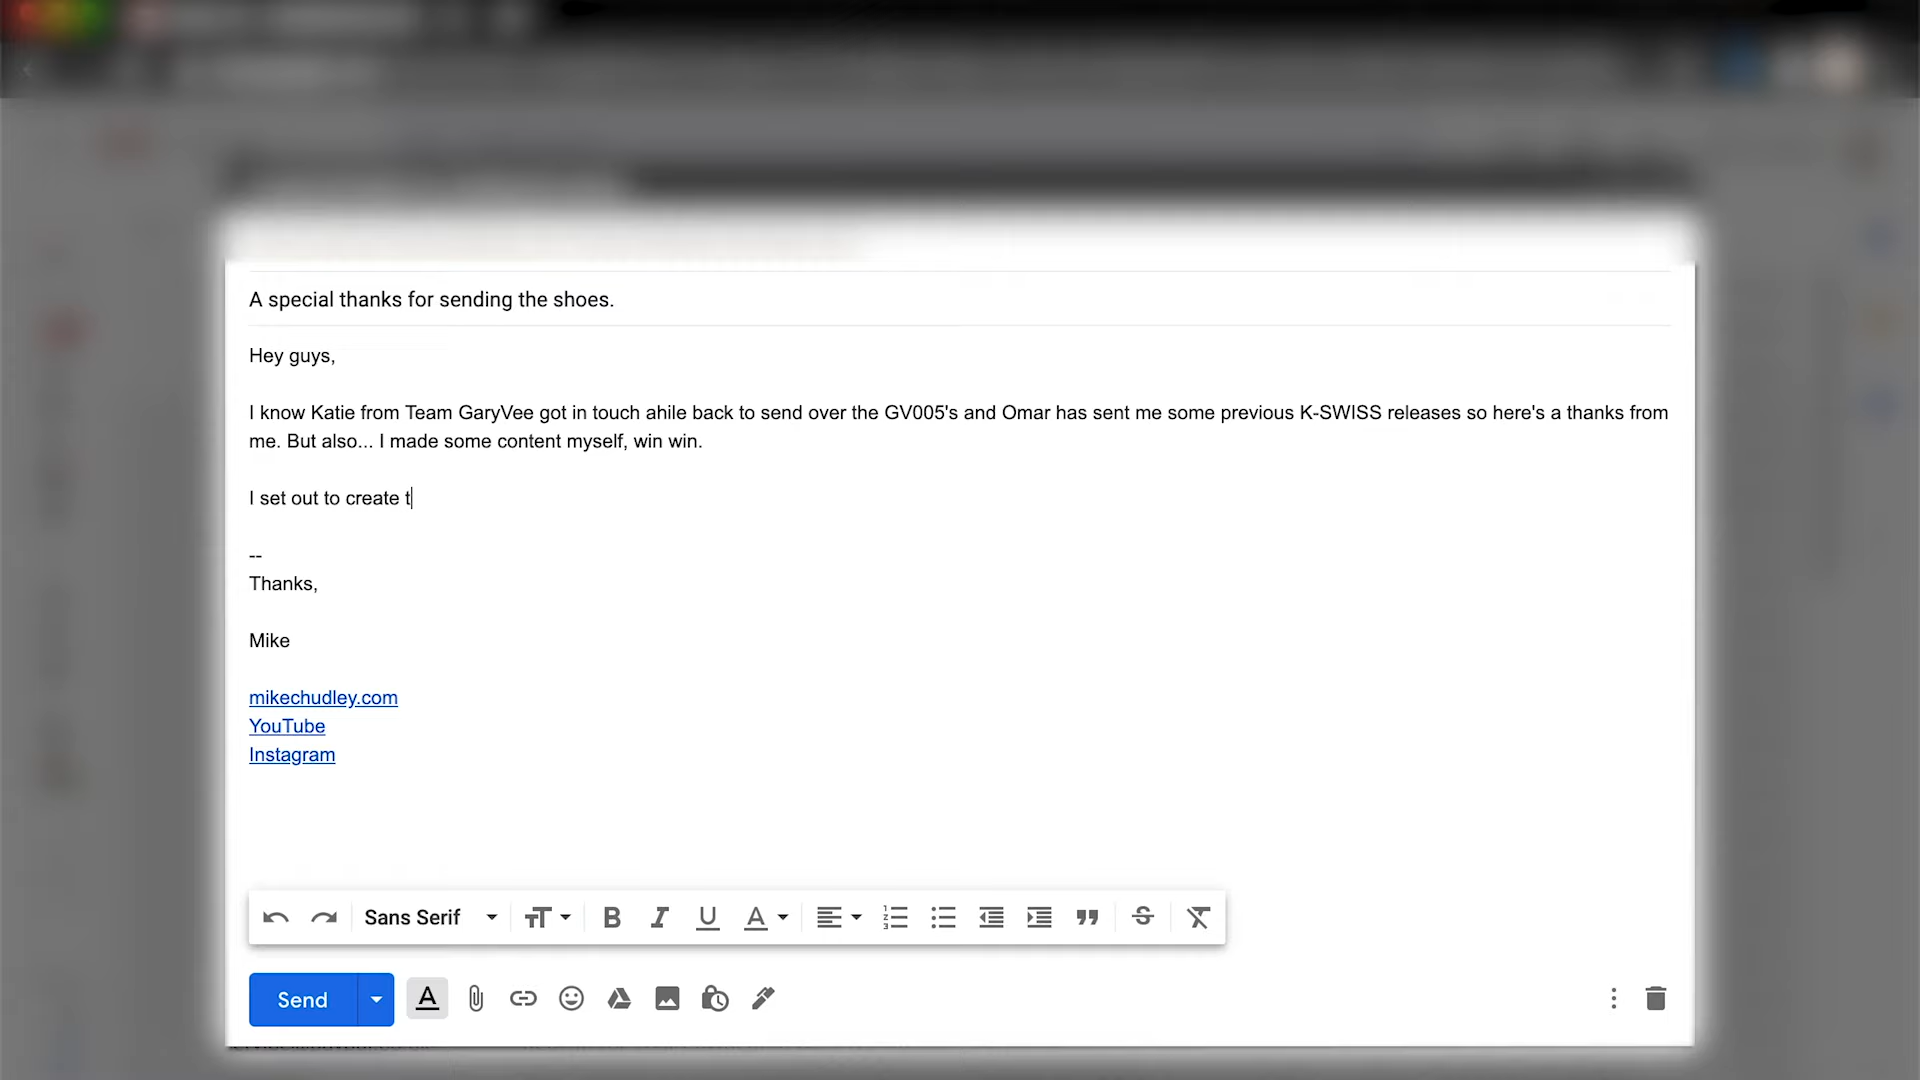 A special thanks for sending the shoes.
Hey guys,
I know Katie from Team GaryVee got in touch ahile back to send over the GV005's and Omar has sent me some previous K-SWISS releases so here's a thanks from
me. But also... I made some content myself, win win.
I set out to create t
--
Thanks,
Mike
mikechudley.com
YouTube
Instagram
Sans Serif
Send